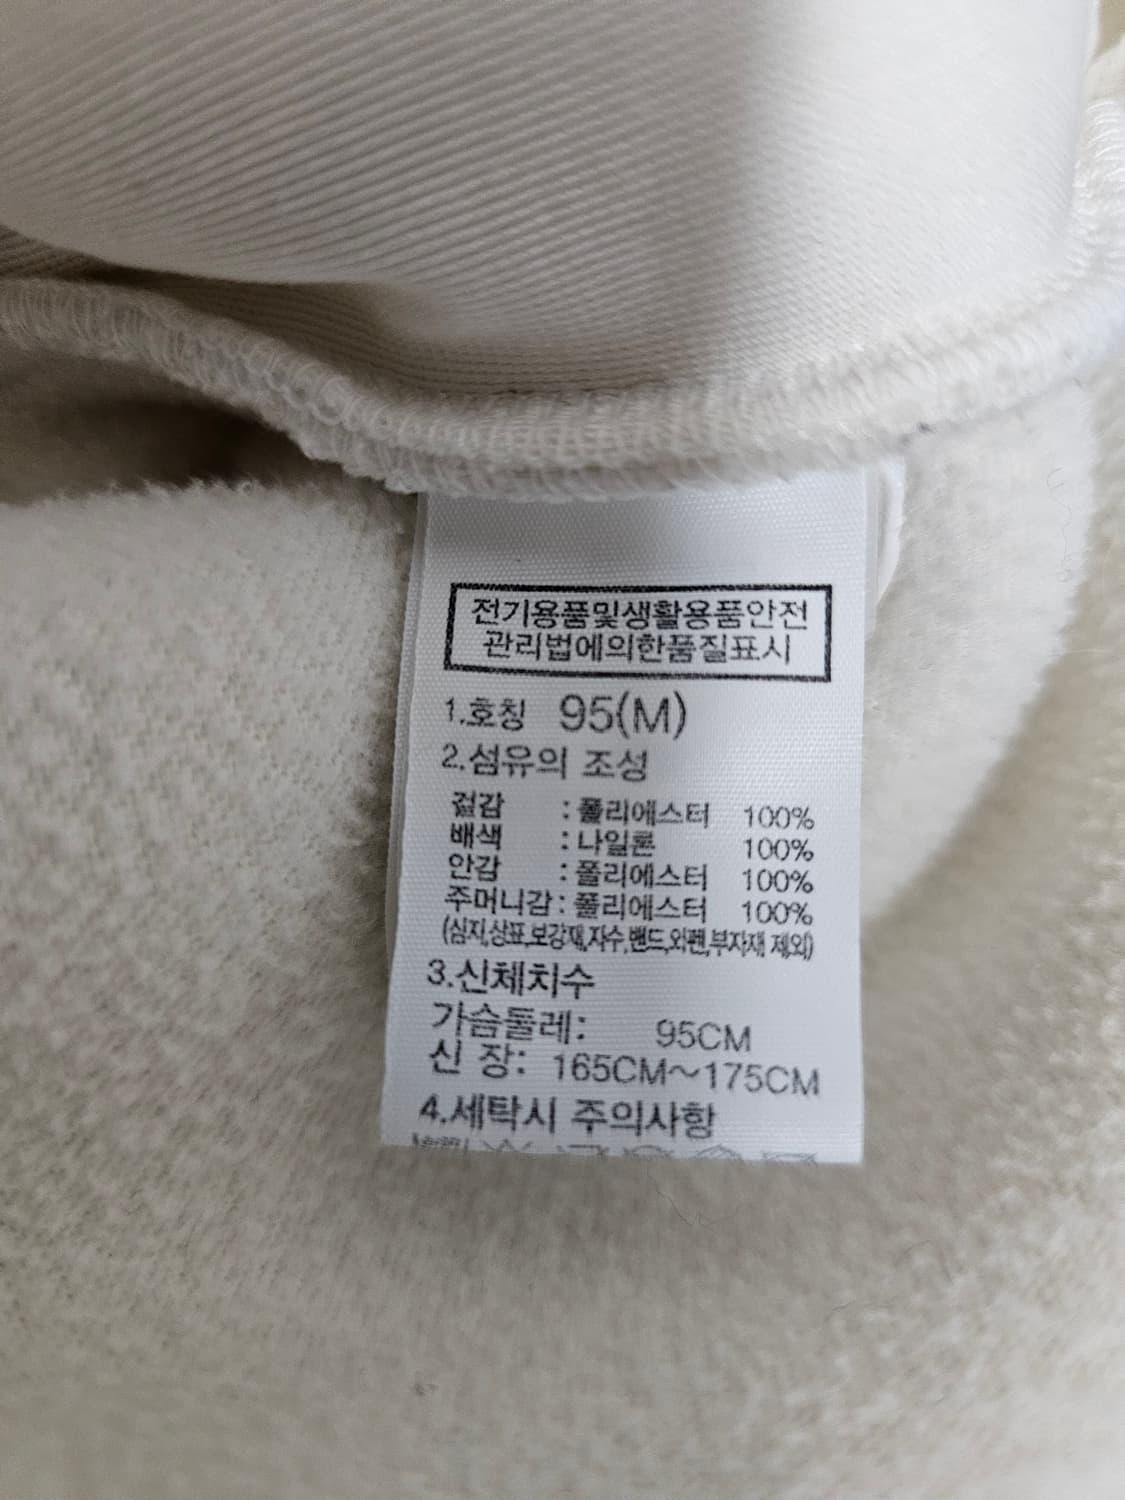 전기용품및생활용품안전
관리법에의한품질표시
1.호칭 95(M)
2.섬유의 조성
겉감 : 폴리에스터 100%
배색 : 나일론 100%
안감 : 폴리에스터 100%
주머니감 : 폴리에스터 100%
(심지,상표,보강재,자수,밴드,외펜,부자재 제외)
3.신체치수
가슴둘레: 95CM
신 장: 165CM~175CM
4.세탁시 주의사항